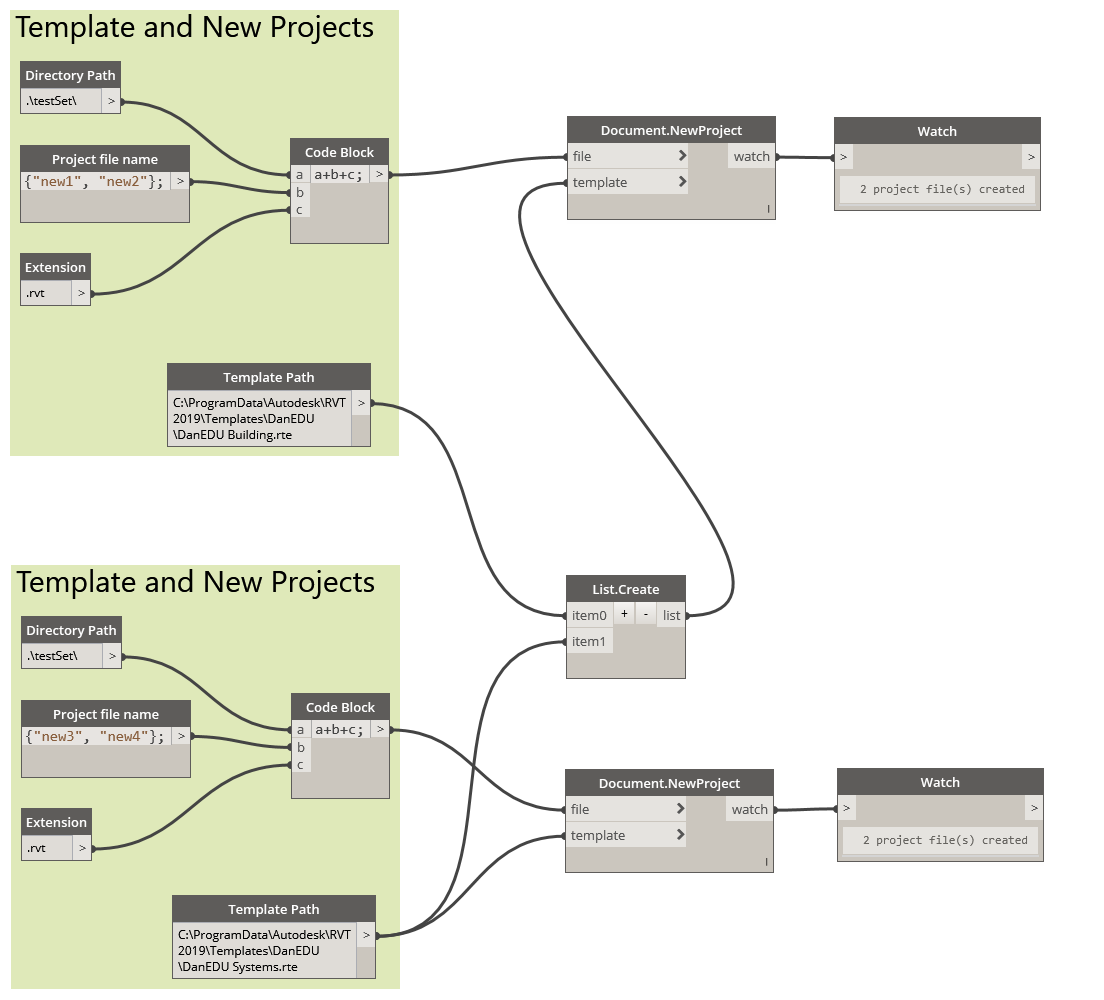 Template and New Projects
Directory Path
.\testSet\ >
Project file name
{"new1", "new2"}; >
Extension
.rvt >
Code Block
a a+b+c; >
b
c
Template Path
C:\ProgramData\Autodesk\RVT >
2019\Templates\DanEDU
\DanEDU Building.rte
Document.NewProject
file > watch
template >
l
Watch
> >
2 project file(s) created
List.Create
item0 + - list
item1
Template and New Projects
Directory Path
.\testSet\ >
Project file name
{"new3", "new4"}; >
Extension
.rvt >
Code Block
a a+b+c; >
b
c
Template Path
C:\ProgramData\Autodesk\RVT >
2019\Templates\DanEDU
\DanEDU Systems.rte
Document.NewProject
file > watch
template >
l
Watch
> >
2 project file(s) created